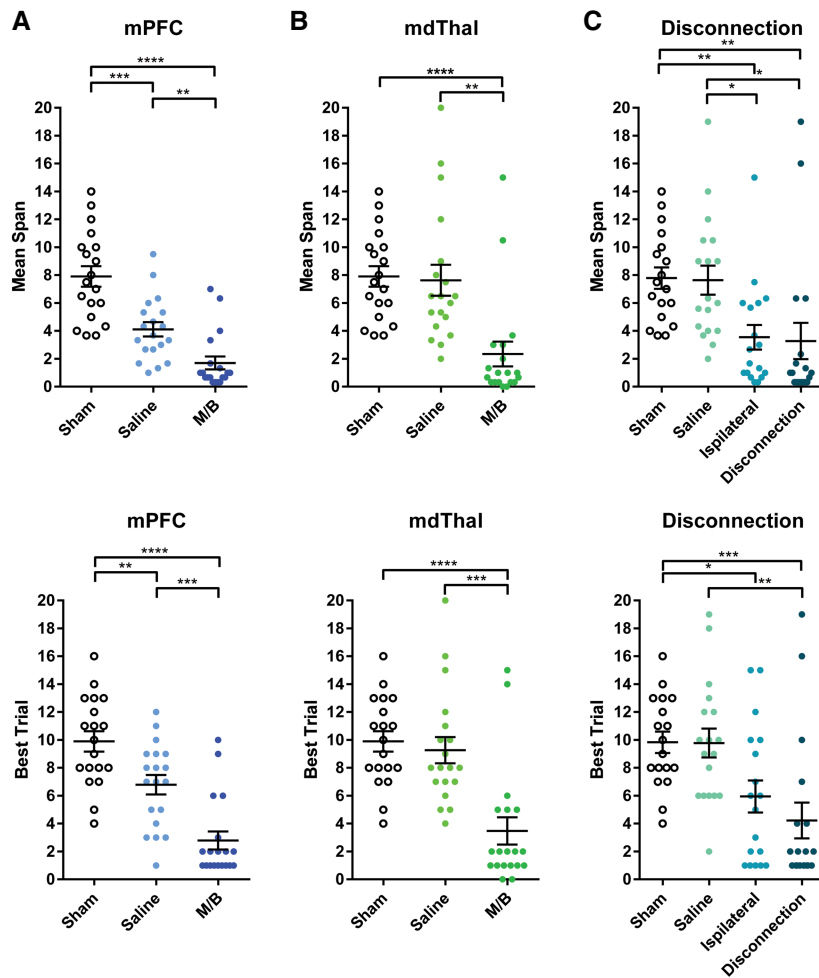 A
mPFC
****
***
**
Mean Span
20
18
16
14
12
10
8
6
4
2
0
Sham
Saline
M/B
B
mdThal
****
**
Mean Span
20
18
16
14
12
10
8
6
4
2
0
Sham
Saline
M/B
C
Disconnection
**
**
*
*
Mean Span
20
18
16
14
12
10
8
6
4
2
0
Sham
Saline
Ispilateral
Disconnection
mPFC
****
**
***
Best Trial
20
18
16
14
12
10
8
6
4
2
0
Sham
Saline
M/B
mdThal
****
***
Best Trial
20
18
16
14
12
10
8
6
4
2
0
Sham
Saline
M/B
Disconnection
***
*
**
Best Trial
20
18
16
14
12
10
8
6
4
2
0
Sham
Saline
Ispilateral
Disconnection